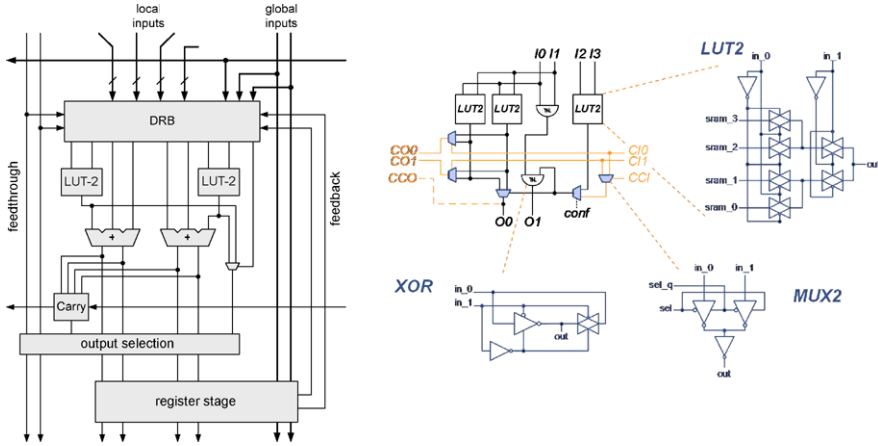 local inputs
global inputs
DRB
LUT-2
LUT-2
feedthrough
feedback
+
+
Carry
output selection
register stage
I0 I1
I2 I3
LUT2
LUT2
LUT2
CO0
CO1
CCO
CI0
CI1
CCI
O0
O1
conf
LUT2
in_0
in_1
sram_3
sram_2
sram_1
sram_0
out
XOR
in_0
in_1
out
MUX2
in_0
in_1
sel_q
sel
out